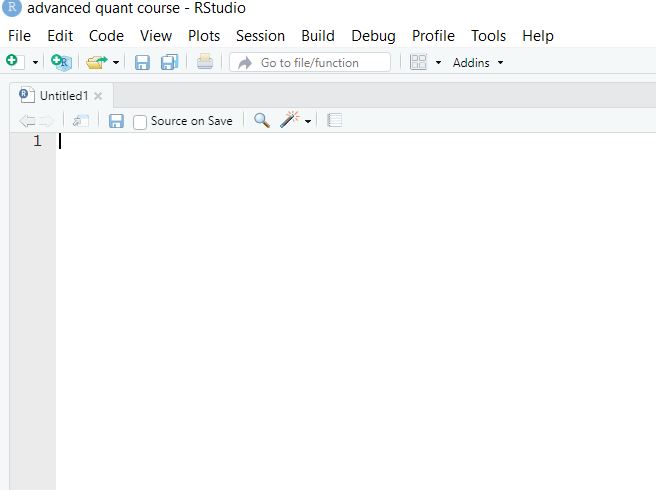 R advanced quant course - RStudio
File Edit Code View Plots Session Build Debug Profile Tools Help
R Go to file/function Addins
R Untitled1
Source on Save
1